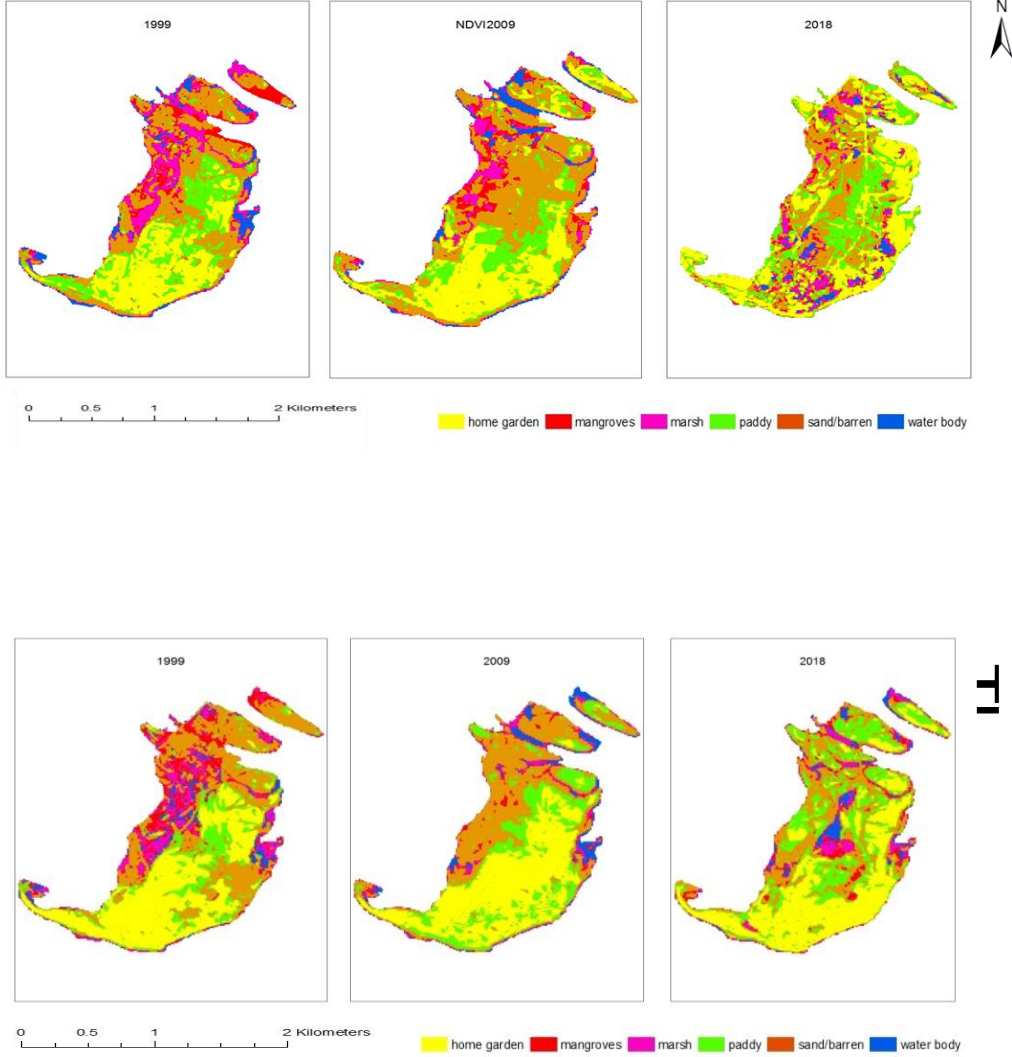 N
1999
NDVI2009
2018
0 0.5 1 2 Kilometers
home garden mangroves marsh paddy sand/barren water body
1999
2009
2018
0 0.5 1 2 Kilometers
home garden mangroves marsh paddy sand/barren water body